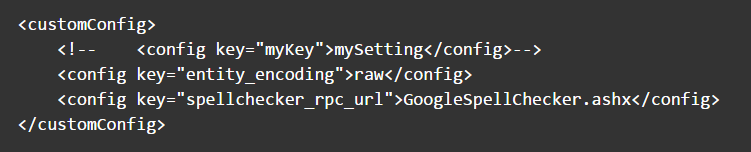 <customConfig>
    <!--    <config key="myKey">mySetting</config>-->
    <config key="entity_encoding">raw</config>
    <config key="spellchecker_rpc_url">GoogleSpellChecker.ashx</config>
</customConfig>